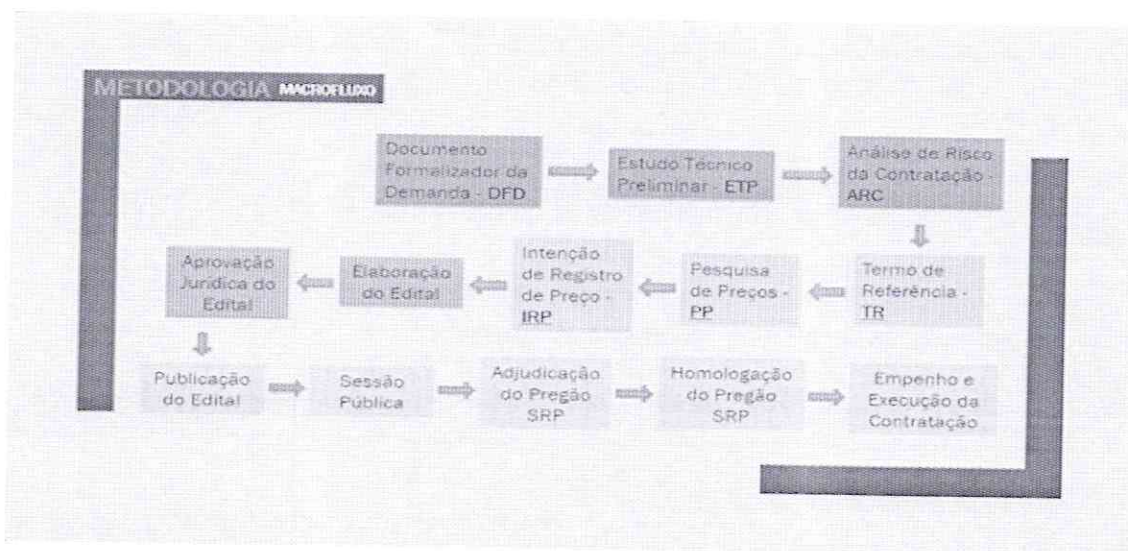 METODOLOGIA MACROFLUXO
Documento
Formalizador da
Demanda - DFD
Estudo Técnico
Preliminar - ETP
Análise de Risco
da Contratação -
ARC
Termo de
Referência -
TR
Pesquisa
de Preços -
PP
Intenção
de Registro
de Preço -
IRP
Elaboração
do Edital
Aprovação
Jurídica do
Edital
Publicação
do Edital
Sessão
Pública
Adjudicação
do Pregão
SRP
Homologação
do Pregão
SRP
Empenho e
Execução da
Contratação